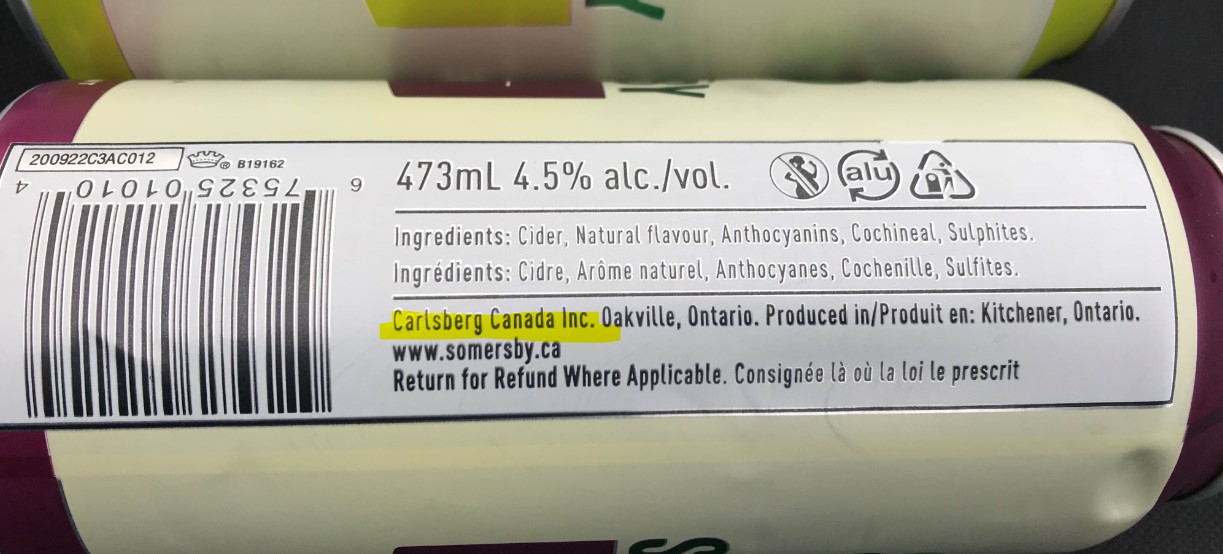 200922C3AC012
® B19162
6 75325 01010 4
473mL 4.5% alc./vol.
alu
Ingredients: Cider, Natural flavour, Anthocyanins, Cochineal, Sulphites.
Ingrédients: Cidre, Arôme naturel, Anthocyanes, Cochenille, Sulfites.
Carlsberg Canada Inc. Oakville, Ontario. Produced in/Produit en: Kitchener, Ontario.
www.somersby.ca
Return for Refund Where Applicable. Consignée là où la loi le prescrit